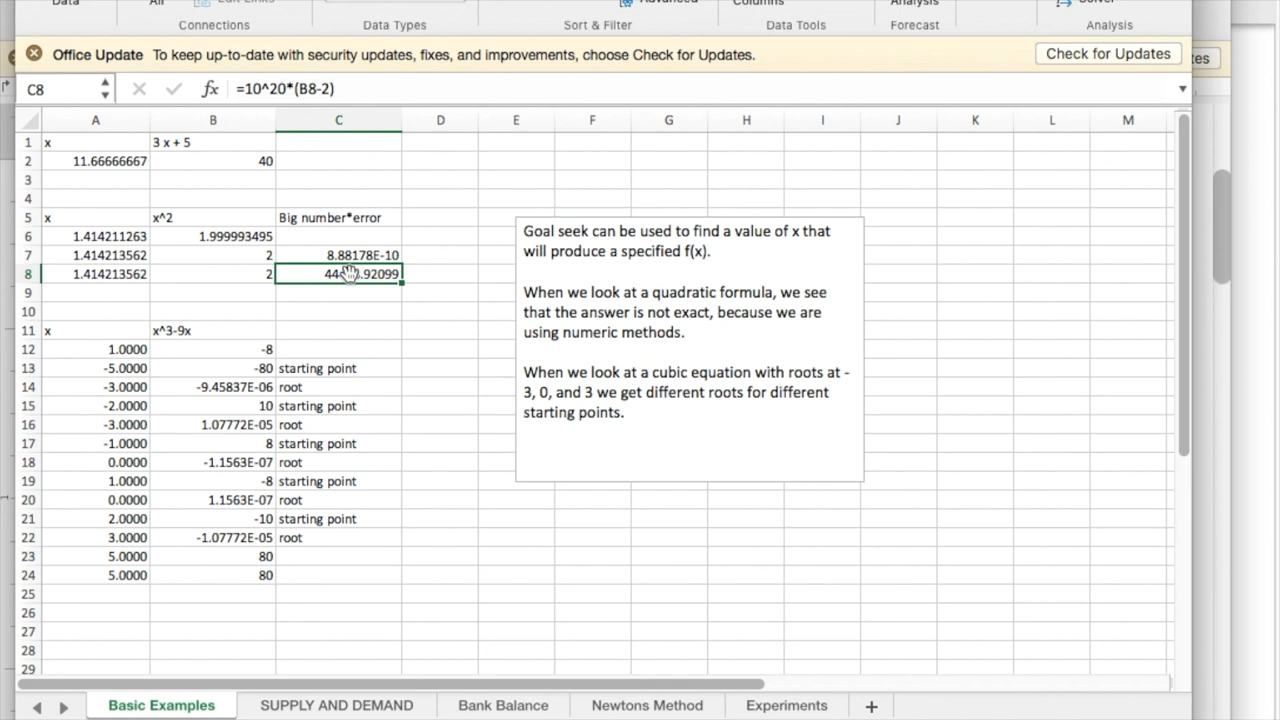 Data All Edit Links Advanced Columns Analysis Solver
Connections Data Types Sort & Filter Data Tools Forecast Analysis
Office Update To keep up-to-date with security updates, fixes, and improvements, choose Check for Updates. Check for Updates
C8 fx =10^20*(B8-2)
A B C D E F G H I J K L M
1 x 3 x + 5
2 11.66666667 40
3
4
5 x x^2 Big number*error
6 1.414211263 1.999993495
7 1.414213562 2 8.88178E-10
8 1.414213562 2
9
10
11 x x^3-9x
12 1.0000 -8
13 -5.0000 -80 starting point
14 -3.0000 -9.45837E-06 root
15 -2.0000 10 starting point
16 -3.0000 1.07772E-05 root
17 -1.0000 8 starting point
18 0.0000 -1.1563E-07 root
19 1.0000 -8 starting point
20 0.0000 1.1563E-07 root
21 2.0000 -10 starting point
22 3.0000 -1.07772E-05 root
23 5.0000 80
24 5.0000 80
25
26
27
28
29
Goal seek can be used to find a value of x that
will produce a specified f(x).
When we look at a quadratic formula, we see
that the answer is not exact, because we are
using numeric methods.
When we look at a cubic equation with roots at -
3, 0, and 3 we get different roots for different
starting points.
Basic Examples SUPPLY AND DEMAND Bank Balance Newtons Method Experiments +